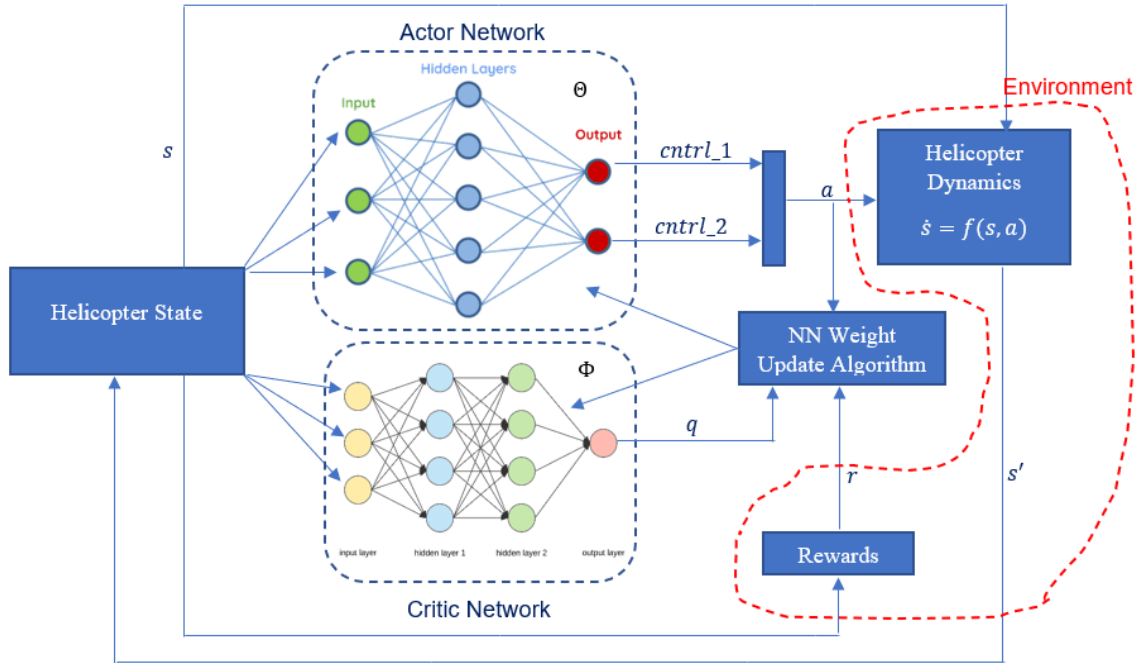 Actor Network
Hidden Layers
Θ
Input
Output
Environment
s
cntrl_1
Helicopter
Dynamics
ṡ = f(s, a)
a
cntrl_2
Helicopter State
NN Weight
Update Algorithm
Φ
q
r
s′
input layer
hidden layer 1
hidden layer 2
output layer
Rewards
Critic Network